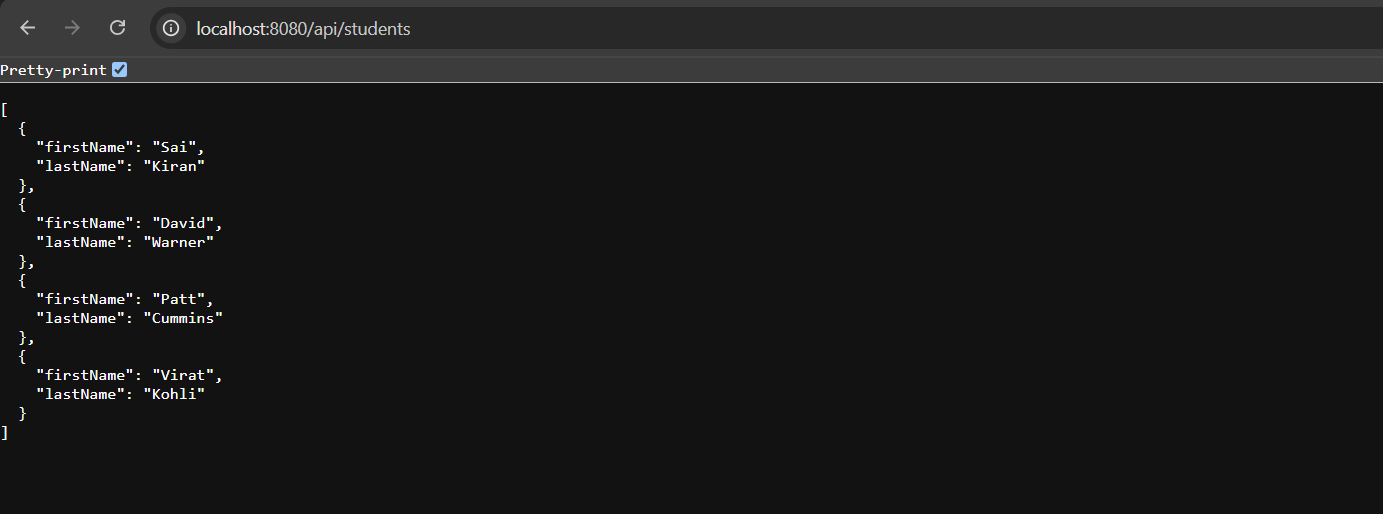 localhost:8080/api/students
Pretty-print
[
  {
    "firstName": "Sai",
    "lastName": "Kiran"
  },
  {
    "firstName": "David",
    "lastName": "Warner"
  },
  {
    "firstName": "Patt",
    "lastName": "Cummins"
  },
  {
    "firstName": "Virat",
    "lastName": "Kohli"
  }
]